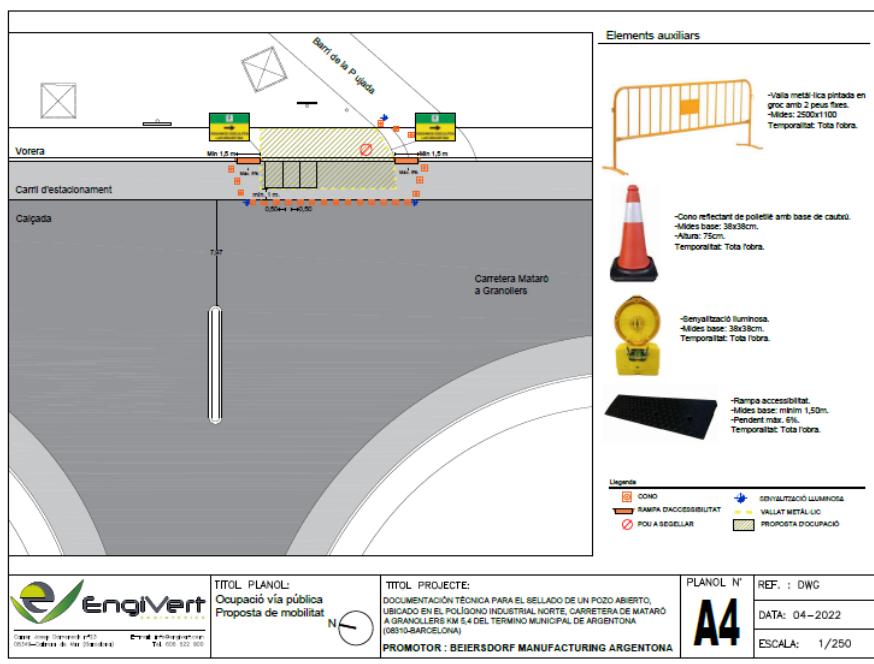 Elements auxiliars
Barri de la Pujada
-Valla metàl·lica pintada en
groc amb 2 peus fixes.
-Mides: 2500x1100
Temporalitat: Tota l'obra.
Min 1,5 m
Min 1,5 m
Vorera
Carril d'estacionament
min. 1 m.
0,50
0,50
Calçada
-Cono reflectant de polietilè amb base de cautxú.
-Mides base: 38x38cm.
-Altura: 75cm.
Temporalitat: Tota l'obra.
Carretera Mataró
a Granollers
-Senyalització lluminosa.
-Mides base: 38x38cm.
Temporalitat: Tota l'obra.
-Rampa accessibilitat.
-Mides base: mínim 1,50m.
-Pendent màx. 6%.
Temporalitat: Tota l'obra.
Llegenda
CONO
SENYALITZACIÓ LLUMINOSA
RAMPA D'ACCESSIBILITAT
VALLAT METÀL·LIC
POU A SEGELLAR
PROPOSTA D'OCUPACIÓ
EngiVert
TITOL PLANOL:
Ocupació vía pública
Proposta de mobilitat
N
TITOL PROJECTE:
DOCUMENTACIÓN TÉCNICA PARA EL SELLADO DE UN POZO ABIERTO,
UBICADO EN EL POLÍGONO INDUSTRIAL NORTE, CARRETERA DE MATARÓ
A GRANOLLERS KM 5,4 DEL TERMINO MUNICIPAL DE ARGENTONA
(08310-BARCELONA)
PROMOTOR : BEIERSDORF MANUFACTURING ARGENTONA
PLANOL Nº
A4
REF. : DWG
DATA: 04-2022
ESCALA: 1/250